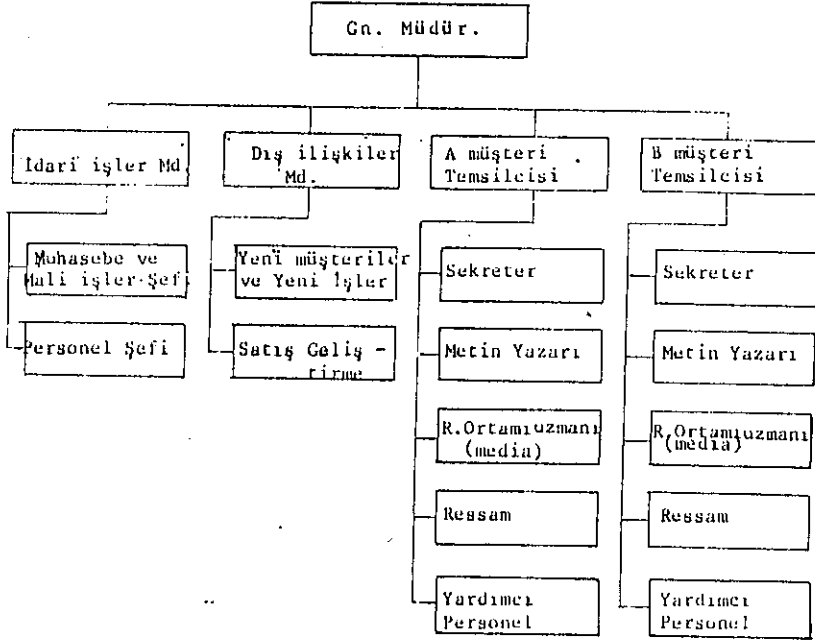 Gn. Müdür.
İdari işler Md
Dış ilişkiler
Md.
A müşteri
Temsilcisi
B müşteri
Temsilcisi
Muhasebe ve
Mali işler Şefi
Personel Şefi
Yeni müşteriler
ve Yeni İşler
Satış Geliş -
tirme
Sekreter
Metin Yazarı
R.Ortamıuzmanı
(media)
Ressam
Yardımcı
Personel
Sekreter
Metin Yazarı
R.Ortamıuzmanı
(media)
Ressam
Yardımcı
Personel